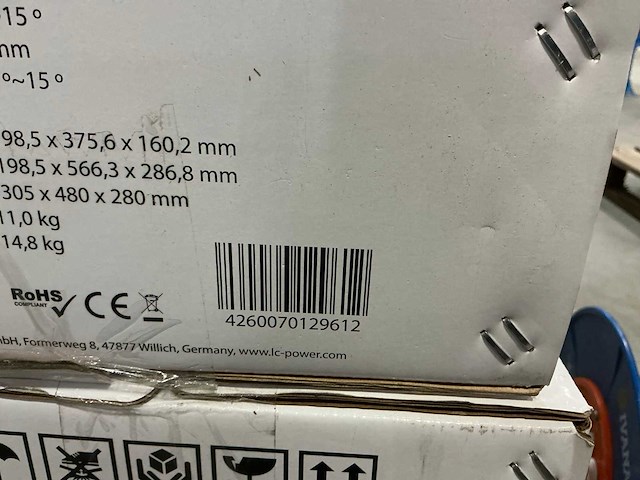 ~15 °
mm
°~15 °
98,5 x 375,6 x 160,2 mm
198,5 x 566,3 x 286,8 mm
305 x 480 x 280 mm
11,0 kg
14,8 kg
RoHS
COMPLIANT
CE
4260070129612
bH, Formerweg 8, 47877 Willich, Germany, www.lc-power.com